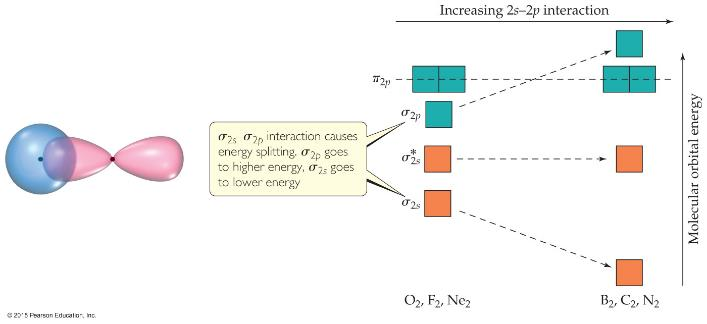 Increasing 2s–2p interaction
π2p
σ2p
σ2s σ2p interaction causes
energy splitting. σ2p goes
to higher energy, σ2s goes
to lower energy
σ*2s
σ2s
Molecular orbital energy
O2, F2, Ne2
B2, C2, N2
© 2015 Pearson Education, Inc.